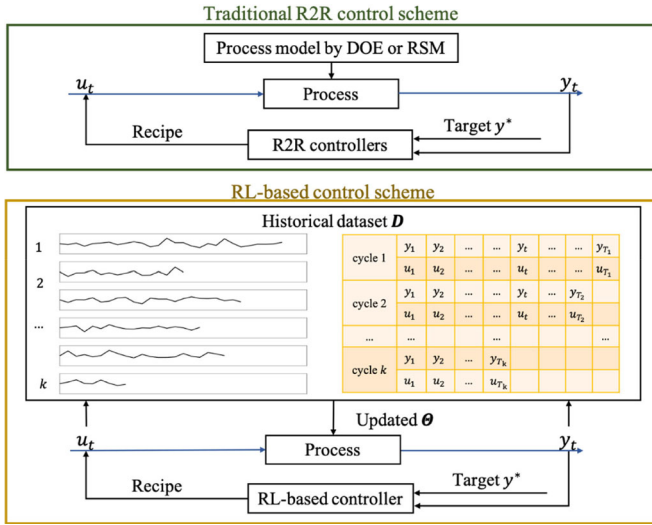 Traditional R2R control scheme
Process model by DOE or RSM
u_t
Process
y_t
Recipe
R2R controllers
Target y*
RL-based control scheme
Historical dataset D
1
2
...
k
cycle 1 y_1 y_2 ... ... y_t ... ... y_{T_1}
u_1 u_2 ... ... u_t ... ... u_{T_1}
cycle 2 y_1 y_2 ... ... y_t ... y_{T_2}
u_1 u_2 ... ... u_t ... u_{T_2}
... ... ...
cycle k y_1 y_2 ... y_{T_k}
u_1 u_2 ... u_{T_k}
Updated Θ
u_t
Process
y_t
Recipe
RL-based controller
Target y*